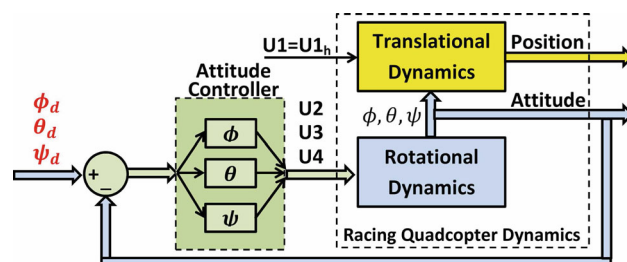 U1=U1h
Translational
Dynamics
Position
Attitude
Controller
ϕd
θd
ψd
+
−
ϕ
θ
ψ
U2
U3
U4
ϕ, θ, ψ
Attitude
Rotational
Dynamics
Racing Quadcopter Dynamics